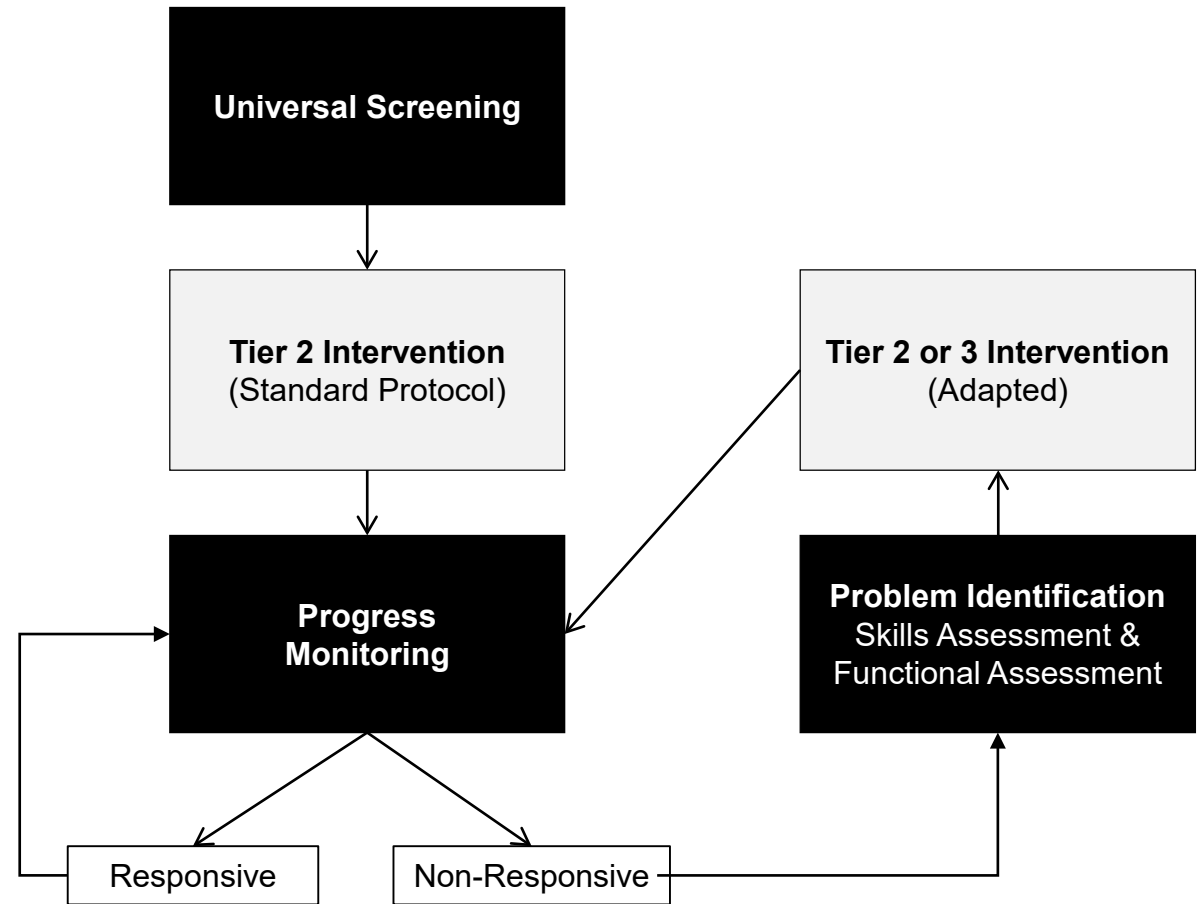 Universal Screening
Tier 2 Intervention
(Standard Protocol)
Tier 2 or 3 Intervention
(Adapted)
Progress
Monitoring
Problem Identification
Skills Assessment &
Functional Assessment
Responsive
Non-Responsive